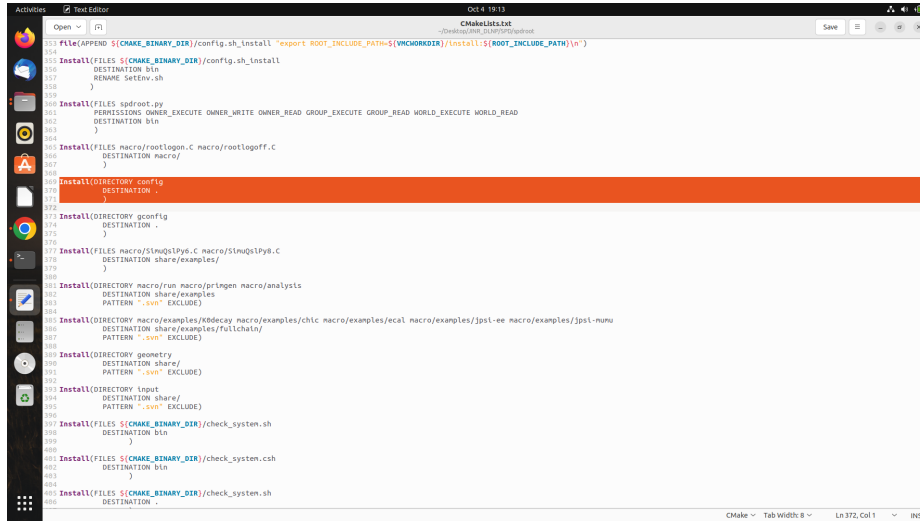 Activities
Text Editor
Oct 4 19:13
Open
CMakeLists.txt
~/Desktop/JINR_DLNP/SPD/spdroot
Save
353 file(APPEND ${CMAKE_BINARY_DIR}/config.sh_install "export ROOT_INCLUDE_PATH=${VMCWORKDIR}/install:${ROOT_INCLUDE_PATH}\n")
354
355 Install(FILES ${CMAKE_BINARY_DIR}/config.sh_install
356 DESTINATION bin
357 RENAME SetEnv.sh
358 )
359
360 Install(FILES spdroot.py
361 PERMISSIONS OWNER_EXECUTE OWNER_WRITE OWNER_READ GROUP_EXECUTE GROUP_READ WORLD_EXECUTE WORLD_READ
362 DESTINATION bin
363 )
364
365 Install(FILES macro/rootlogon.C macro/rootlogoff.C
366 DESTINATION macro/
367 )
368
369 Install(DIRECTORY config
370 DESTINATION .
371 )
372
373 Install(DIRECTORY gconfig
374 DESTINATION .
375 )
376
377 Install(FILES macro/SimuQslPy6.C macro/SimuQslPy8.C
378 DESTINATION share/examples/
379 )
380
381 Install(DIRECTORY macro/run macro/primgen macro/analysis
382 DESTINATION share/examples
383 PATTERN ".svn" EXCLUDE)
384
385 Install(DIRECTORY macro/examples/K0decay macro/examples/chic macro/examples/ecal macro/examples/jpsi-ee macro/examples/jpsi-mumu
386 DESTINATION share/examples/fullchain/
387 PATTERN ".svn" EXCLUDE)
388
389 Install(DIRECTORY geometry
390 DESTINATION share/
391 PATTERN ".svn" EXCLUDE)
392
393 Install(DIRECTORY input
394 DESTINATION share/
395 PATTERN ".svn" EXCLUDE)
396
397 Install(FILES ${CMAKE_BINARY_DIR}/check_system.sh
398 DESTINATION bin
399 )
400
401 Install(FILES ${CMAKE_BINARY_DIR}/check_system.csh
402 DESTINATION bin
403 )
404
405 Install(FILES ${CMAKE_BINARY_DIR}/check_system.sh
406 DESTINATION .
CMake
Tab Width: 8
Ln 372, Col 1
INS